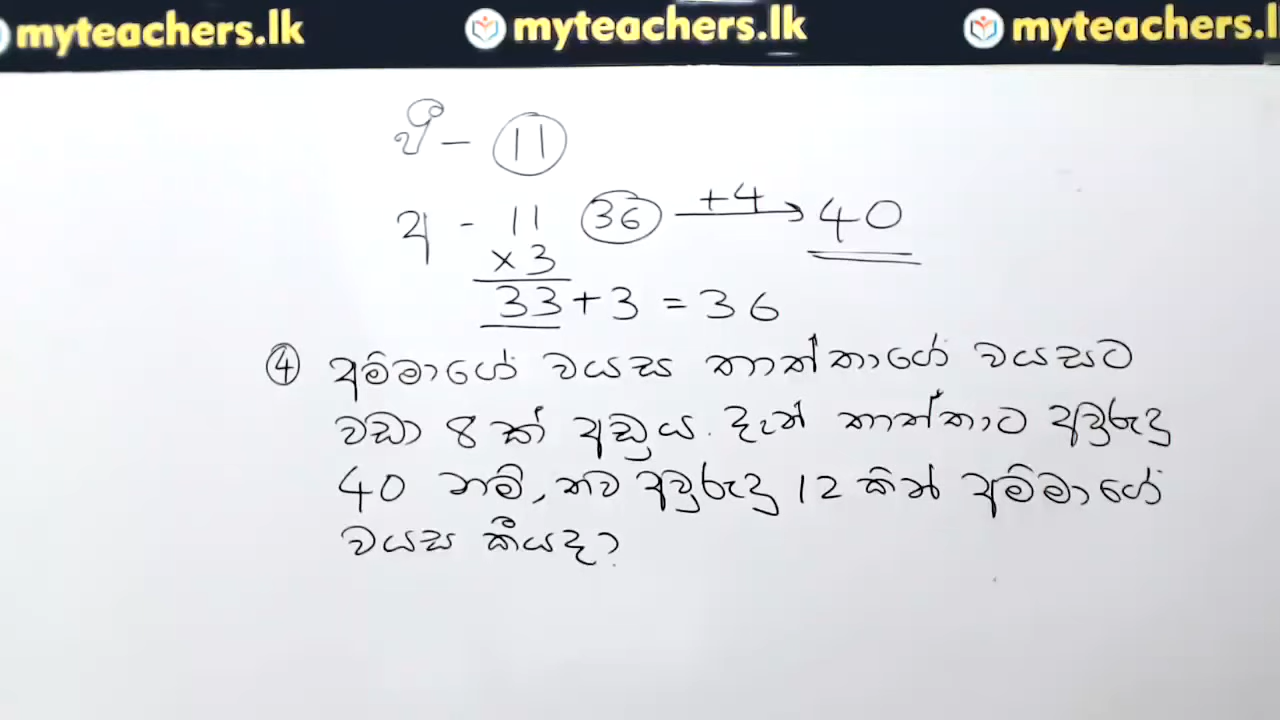 myteachers.lk myteachers.lk myteachers.l
වි - 11
අ - 11 36 +4 → 40
×3
33 + 3 = 36
④ අම්මාගේ වයස තාත්තාගේ වයසට
වඩා 8 ක් අඩුය. දැන් තාත්තාට අවුරුදු
40 නම්, තව අවුරුදු 12 කින් අම්මාගේ
වයස කීයද?